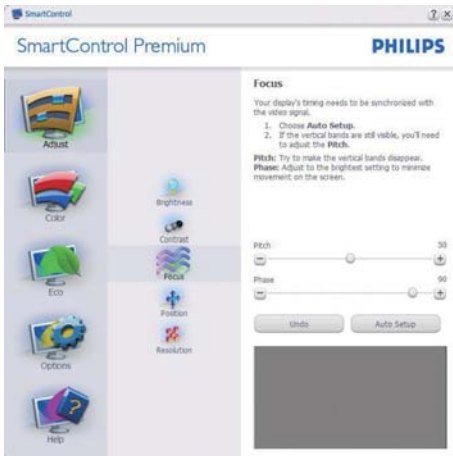 SmartControl
? x
SmartControl Premium
PHILIPS
Adjust
Color
Eco
Options
Help
Brightness
Contrast
Focus
Position
Resolution
Focus
Your display's timing needs to be synchronized with
the video signal.
1. Choose Auto Setup.
2. If the vertical bands are still visible, you'll need
to adjust the Pitch.
Pitch: Try to make the vertical bands disappear.
Phase: Adjust to the brightest setting to minimize
movement on the screen.
Pitch 50
Phase 90
Undo Auto Setup